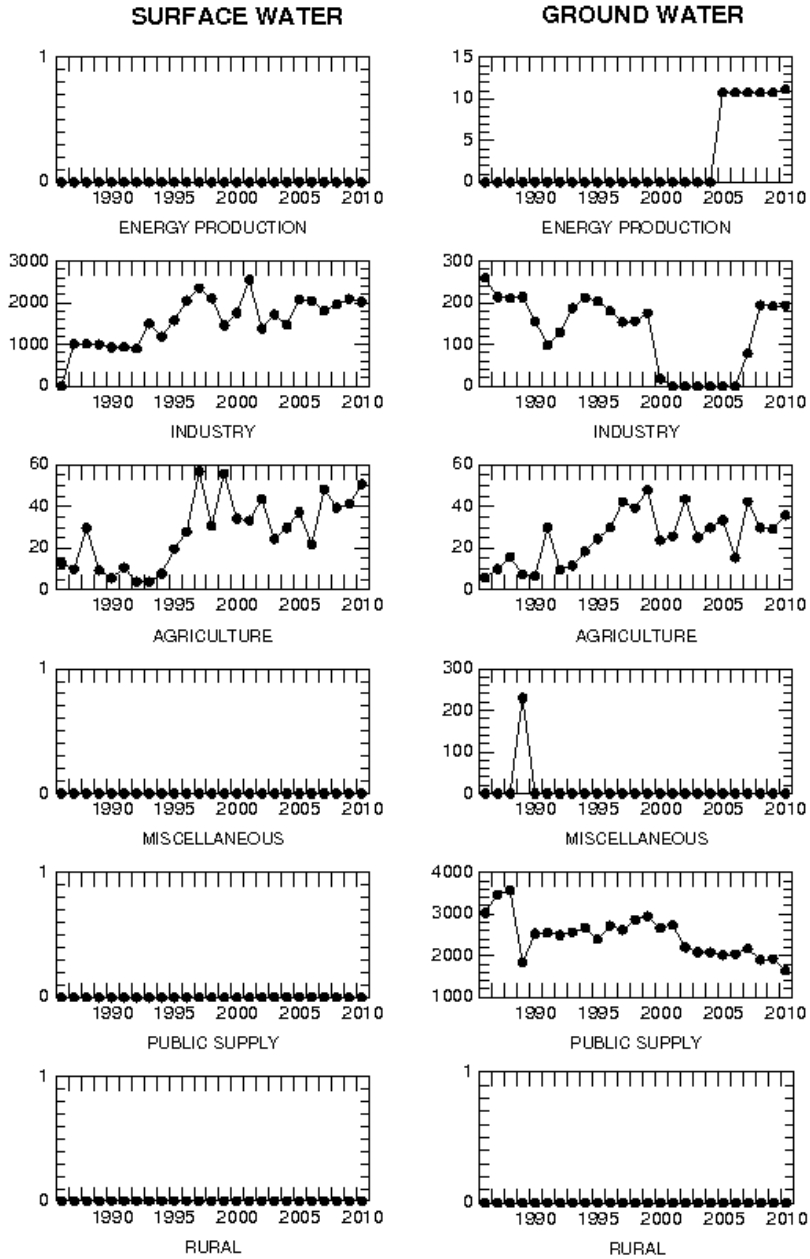 SURFACE WATER GROUND WATER
1
0
1990 1995 2000 2005 2010
ENERGY PRODUCTION
15
10
5
0
1990 1995 2000 2005 2010
ENERGY PRODUCTION
3000
2000
1000
0
1990 1995 2000 2005 2010
INDUSTRY
300
200
100
0
1990 1995 2000 2005 2010
INDUSTRY
60
40
20
0
1990 1995 2000 2005 2010
AGRICULTURE
60
40
20
0
1990 1995 2000 2005 2010
AGRICULTURE
1
0
1990 1995 2000 2005 2010
MISCELLANEOUS
300
200
100
0
1990 1995 2000 2005 2010
MISCELLANEOUS
1
0
1990 1995 2000 2005 2010
PUBLIC SUPPLY
4000
3000
2000
1000
1990 1995 2000 2005 2010
PUBLIC SUPPLY
1
0
1990 1995 2000 2005 2010
RURAL
1
0
1990 1995 2000 2005 2010
RURAL